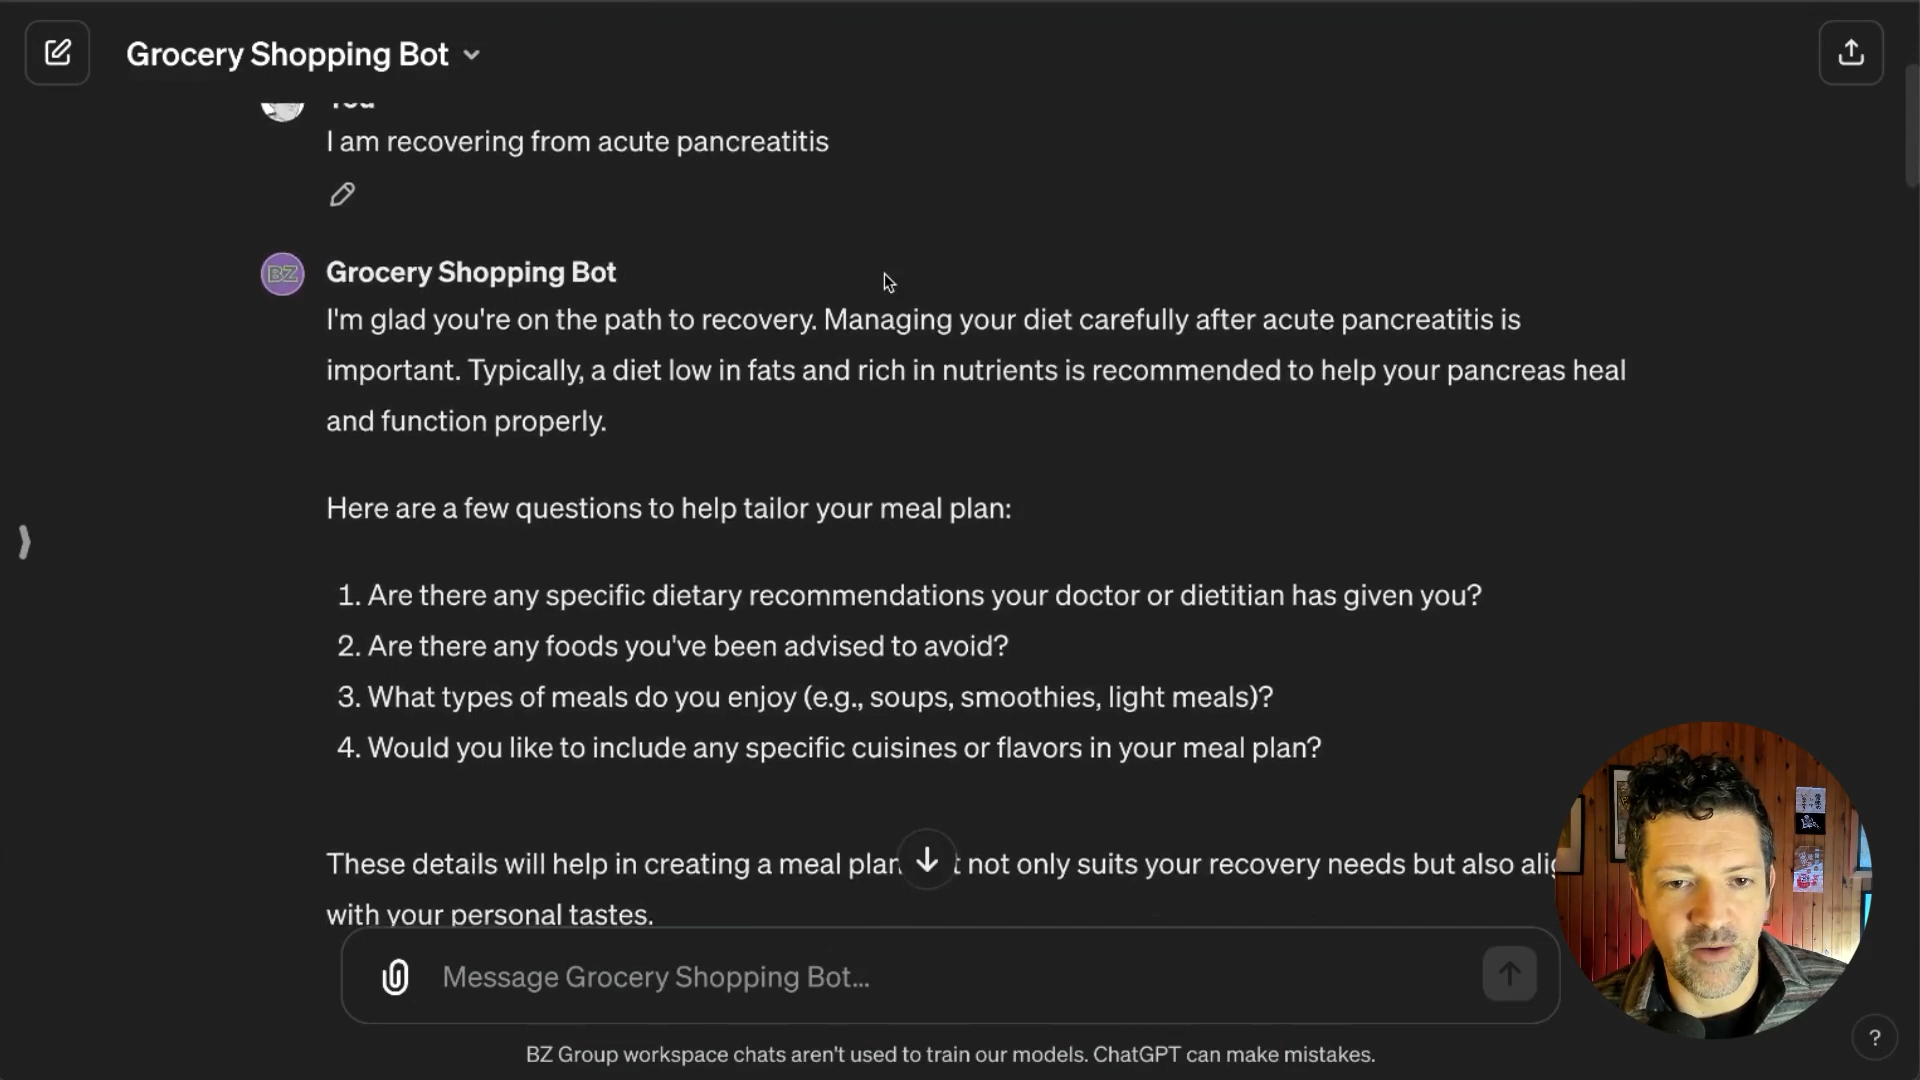 Grocery Shopping Bot
You
I am recovering from acute pancreatitis
BZ
Grocery Shopping Bot
I'm glad you're on the path to recovery. Managing your diet carefully after acute pancreatitis is
important. Typically, a diet low in fats and rich in nutrients is recommended to help your pancreas heal
and function properly.
Here are a few questions to help tailor your meal plan:
1. Are there any specific dietary recommendations your doctor or dietitian has given you?
2. Are there any foods you've been advised to avoid?
3. What types of meals do you enjoy (e.g., soups, smoothies, light meals)?
4. Would you like to include any specific cuisines or flavors in your meal plan?
These details will help in creating a meal plan t not only suits your recovery needs but also alig
with your personal tastes.
Message Grocery Shopping Bot...
BZ Group workspace chats aren't used to train our models. ChatGPT can make mistakes.
?